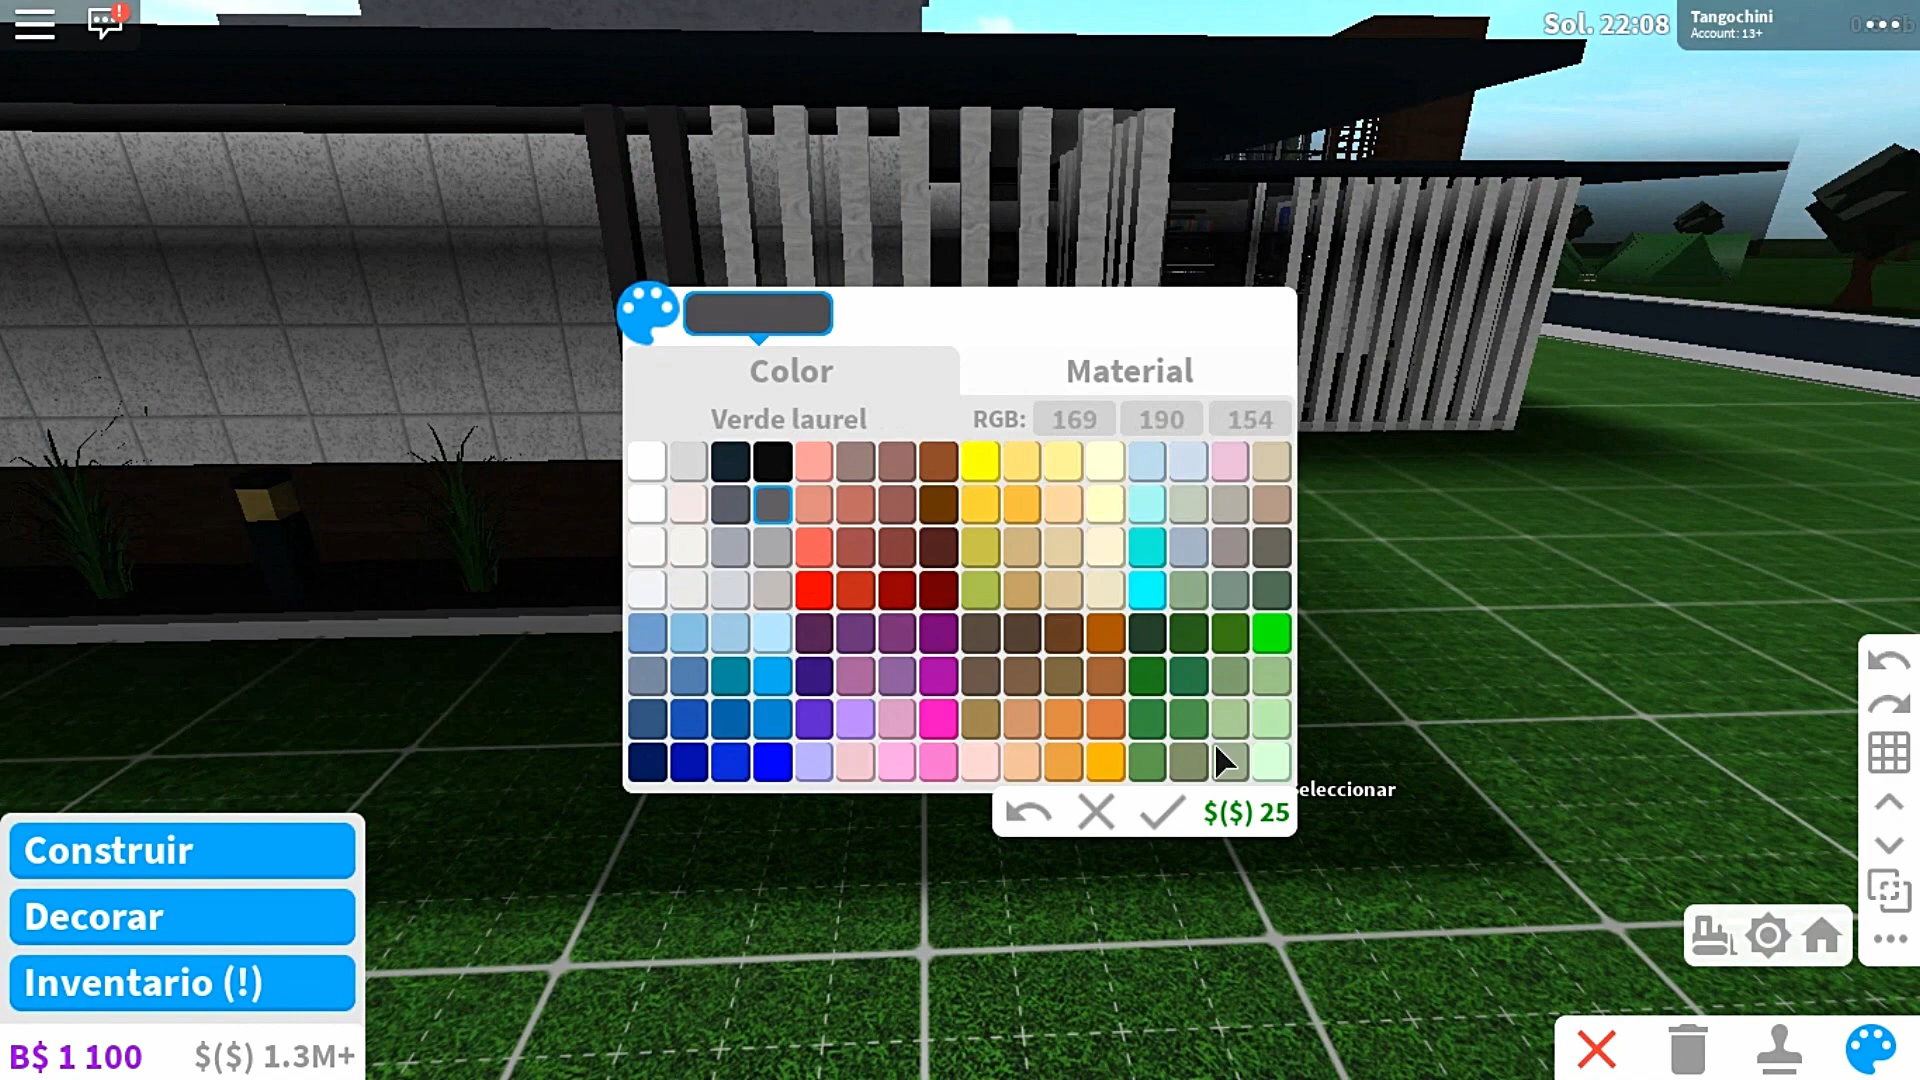 Sol. 22:08
Tangochini
Account: 13+
Color
Material
Verde laurel
RGB:
169
190
154
eleccionar
$($) 25
Construir
Decorar
Inventario (!)
B$ 1 100
$($) 1.3M+